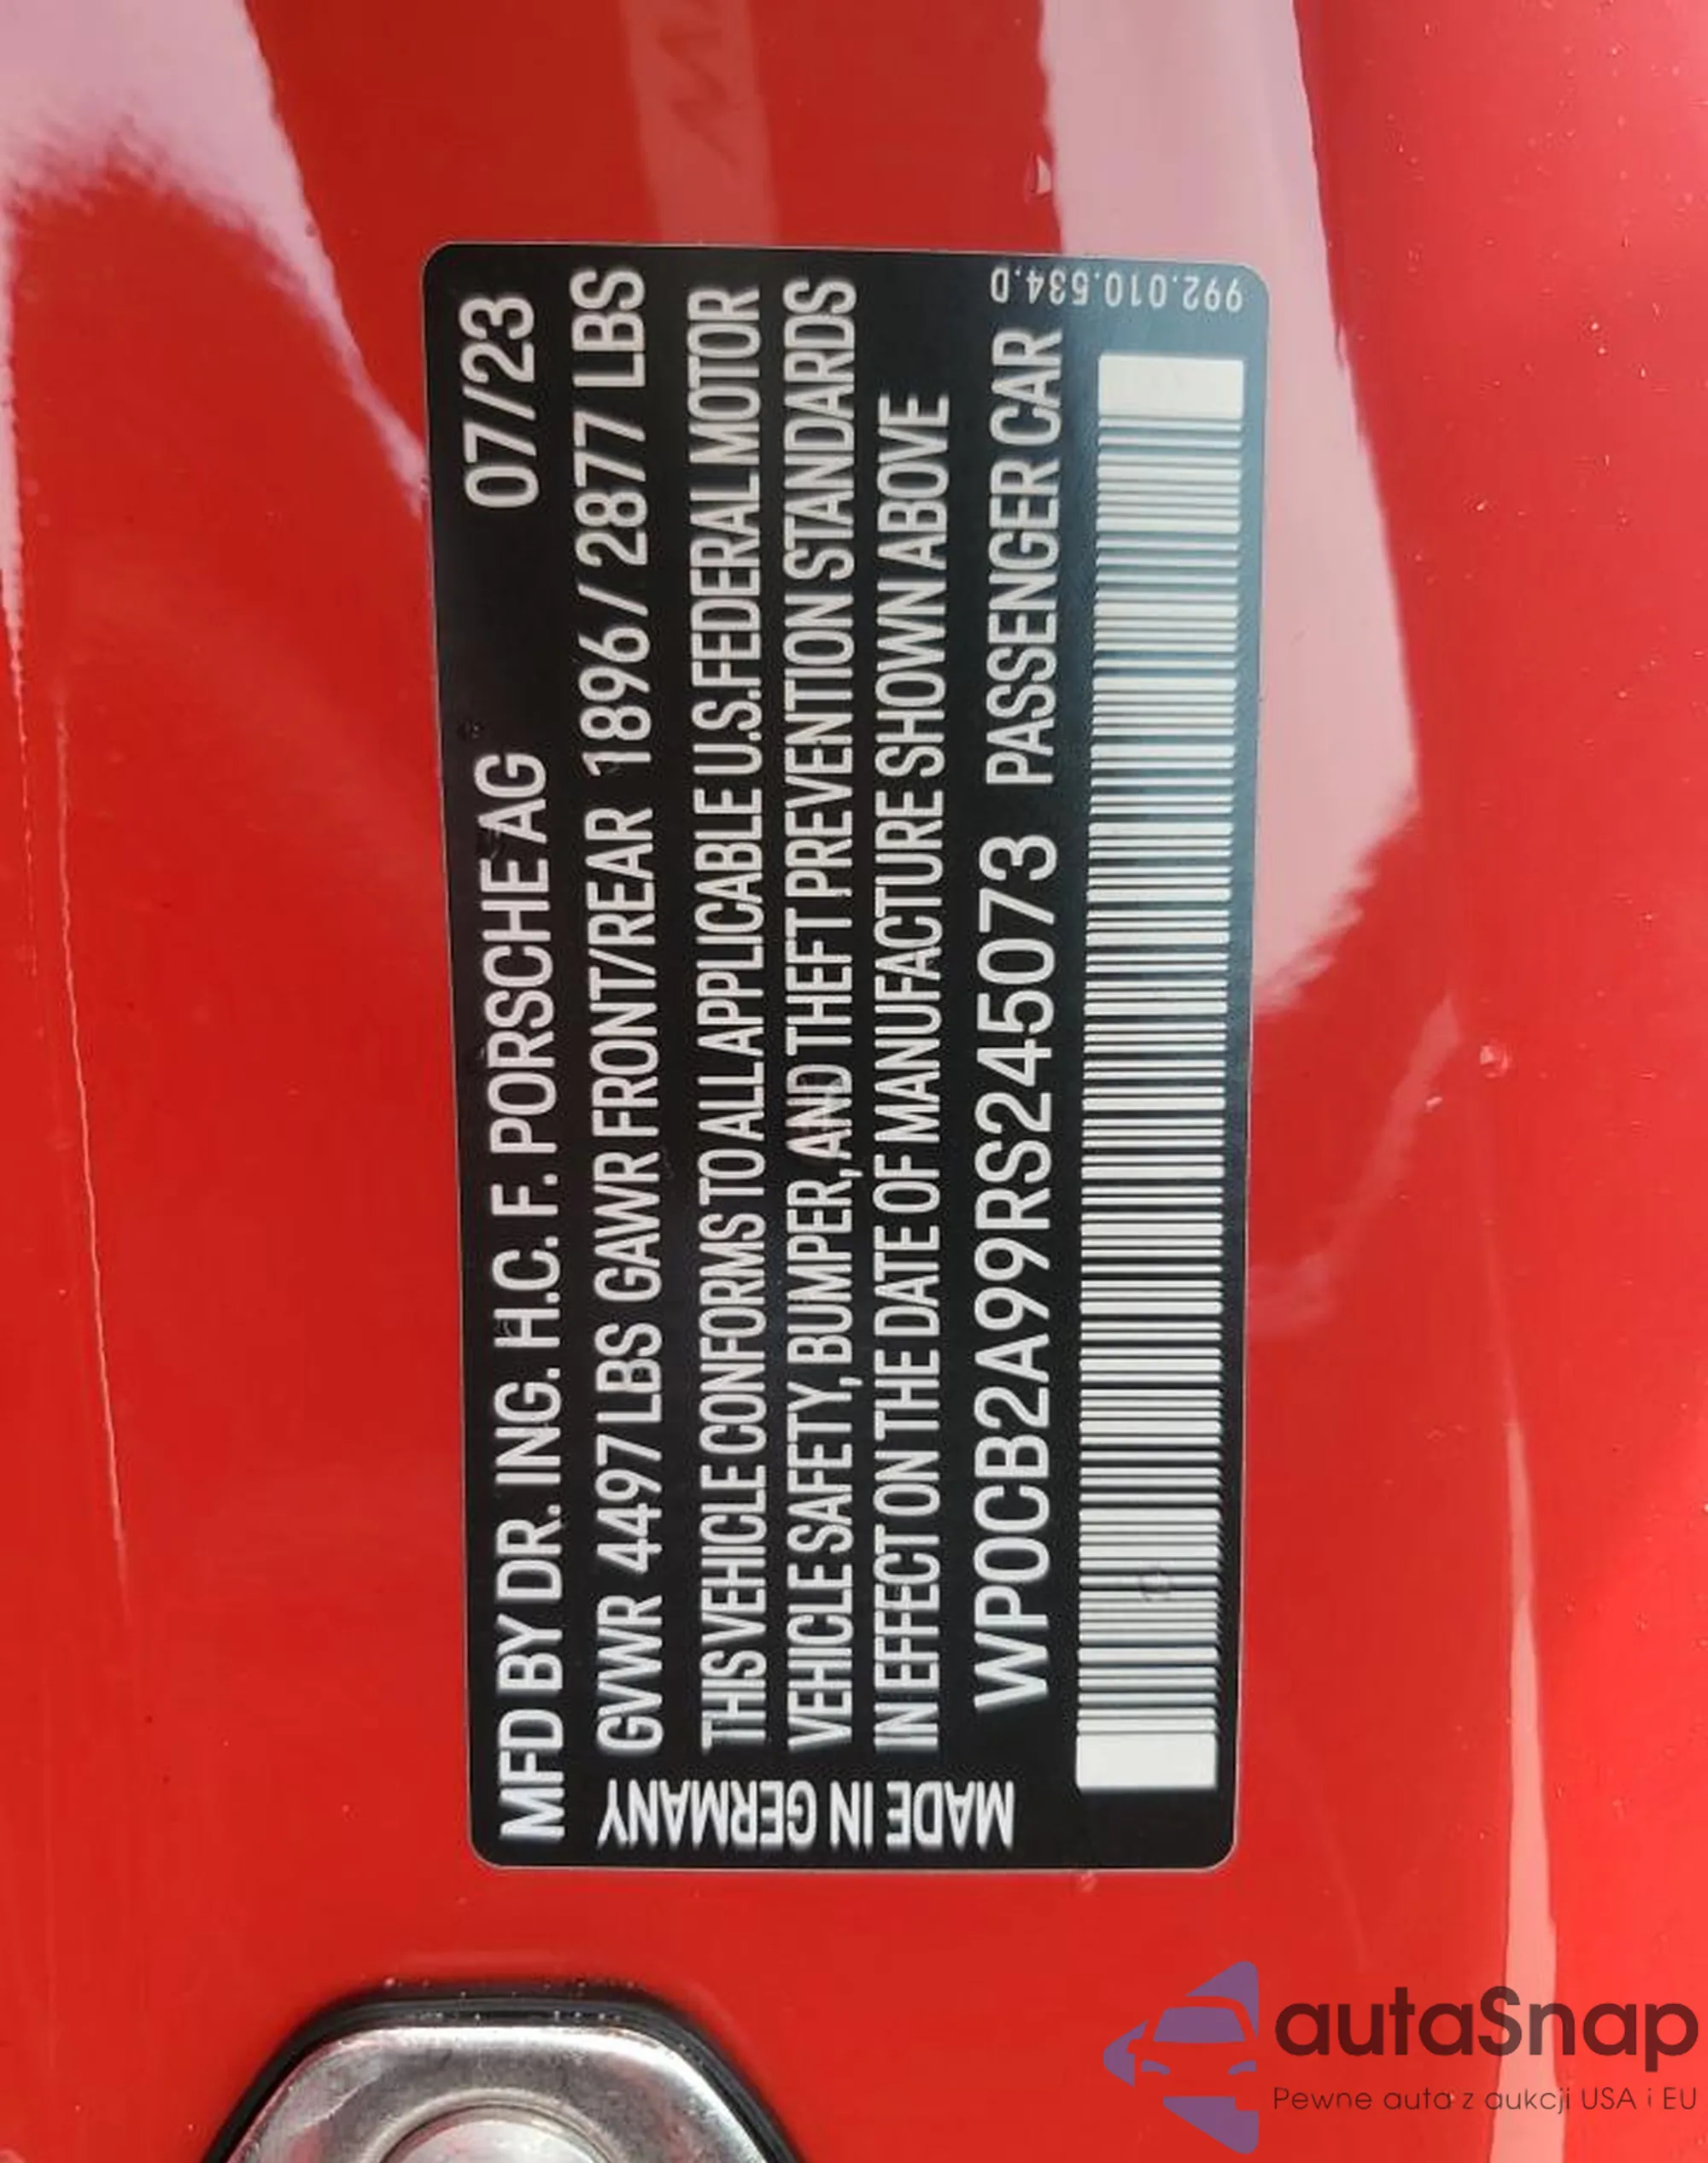 MFD BY DR. ING. H.C. F. PORSCHE AG 07/23
GVWR 4497 LBS GAWR FRONT/REAR 1896/2877 LBS
THIS VEHICLE CONFORMS TO ALL APPLICABLE U.S. FEDERAL MOTOR
VEHICLE SAFETY, BUMPER, AND THEFT PREVENTION STANDARDS
IN EFFECT ON THE DATE OF MANUFACTURE SHOWN ABOVE
WP0CB2A99RS245073 PASSENGER CAR
MADE IN GERMANY
992.010.534.D
autaSnap
Pewne auta z aukcji USA i EU